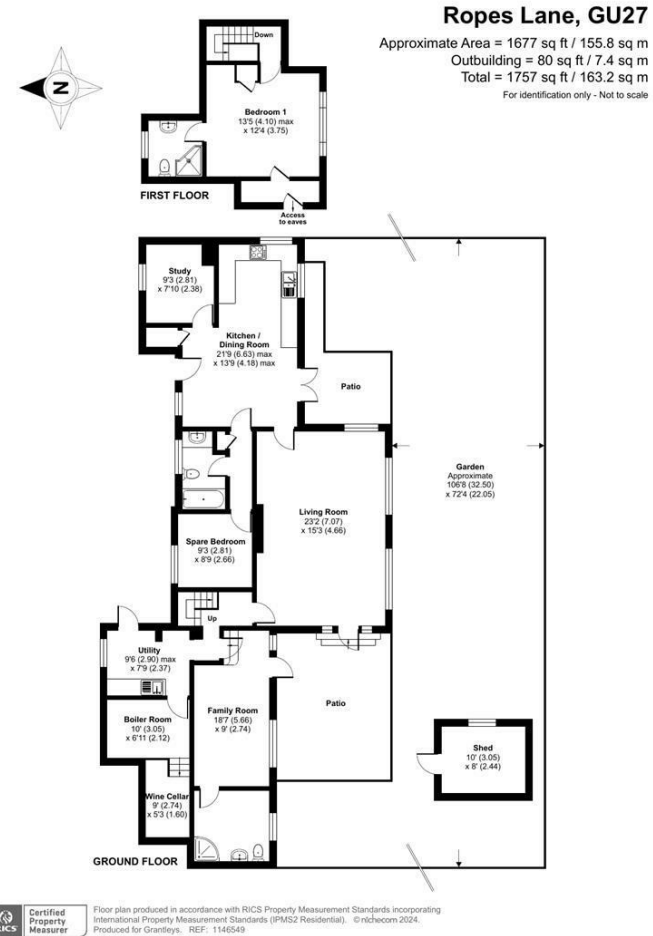 Ropes Lane, GU27
Approximate Area = 1677 sq ft / 155.8 sq m
Outbuilding = 80 sq ft / 7.4 sq m
Total = 1757 sq ft / 163.2 sq m
For identification only - Not to scale
N
Down
Bedroom 1
13'5 (4.10) max
x 12'4 (3.75)
FIRST FLOOR
Access
to eaves
Study
9'3 (2.81)
x 7'10 (2.38)
Kitchen /
Dining Room
21'9 (6.63) max
x 13'9 (4.18) max
Patio
Garden
Approximate
106'8 (32.50)
x 72'4 (22.05)
Living Room
23'2 (7.07)
x 15'3 (4.66)
Spare Bedroom
9'3 (2.81)
x 8'9 (2.66)
Up
Utility
9'6 (2.90) max
x 7'9 (2.37)
Family Room
18'7 (5.66)
x 9' (2.74)
Patio
Boiler Room
10' (3.05)
x 6'11 (2.12)
Shed
10' (3.05)
x 8' (2.44)
Wine Cellar
9' (2.74)
x 5'3 (1.60)
GROUND FLOOR
RICS
Certified
Property
Measurer
Floor plan produced in accordance with RICS Property Measurement Standards incorporating
International Property Measurement Standards (IPMS2 Residential). © nichecom 2024.
Produced for Grantleys. REF: 1146549